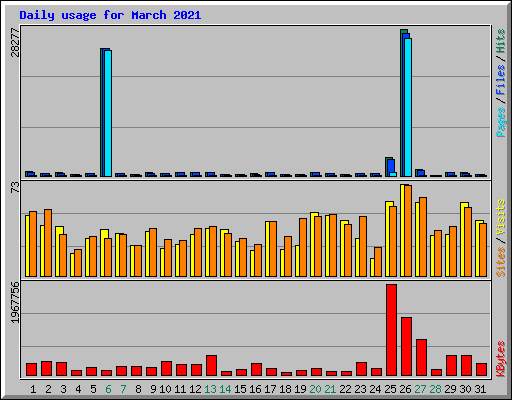 Daily usage for March 2021
28277
Pages / Files / Hits
73
Sites / Visits
1967756
KBytes
1 2 3 4 5 6 7 8 9 10 11 12 13 14 15 16 17 18 19 20 21 22 23 24 25 26 27 28 29 30 31